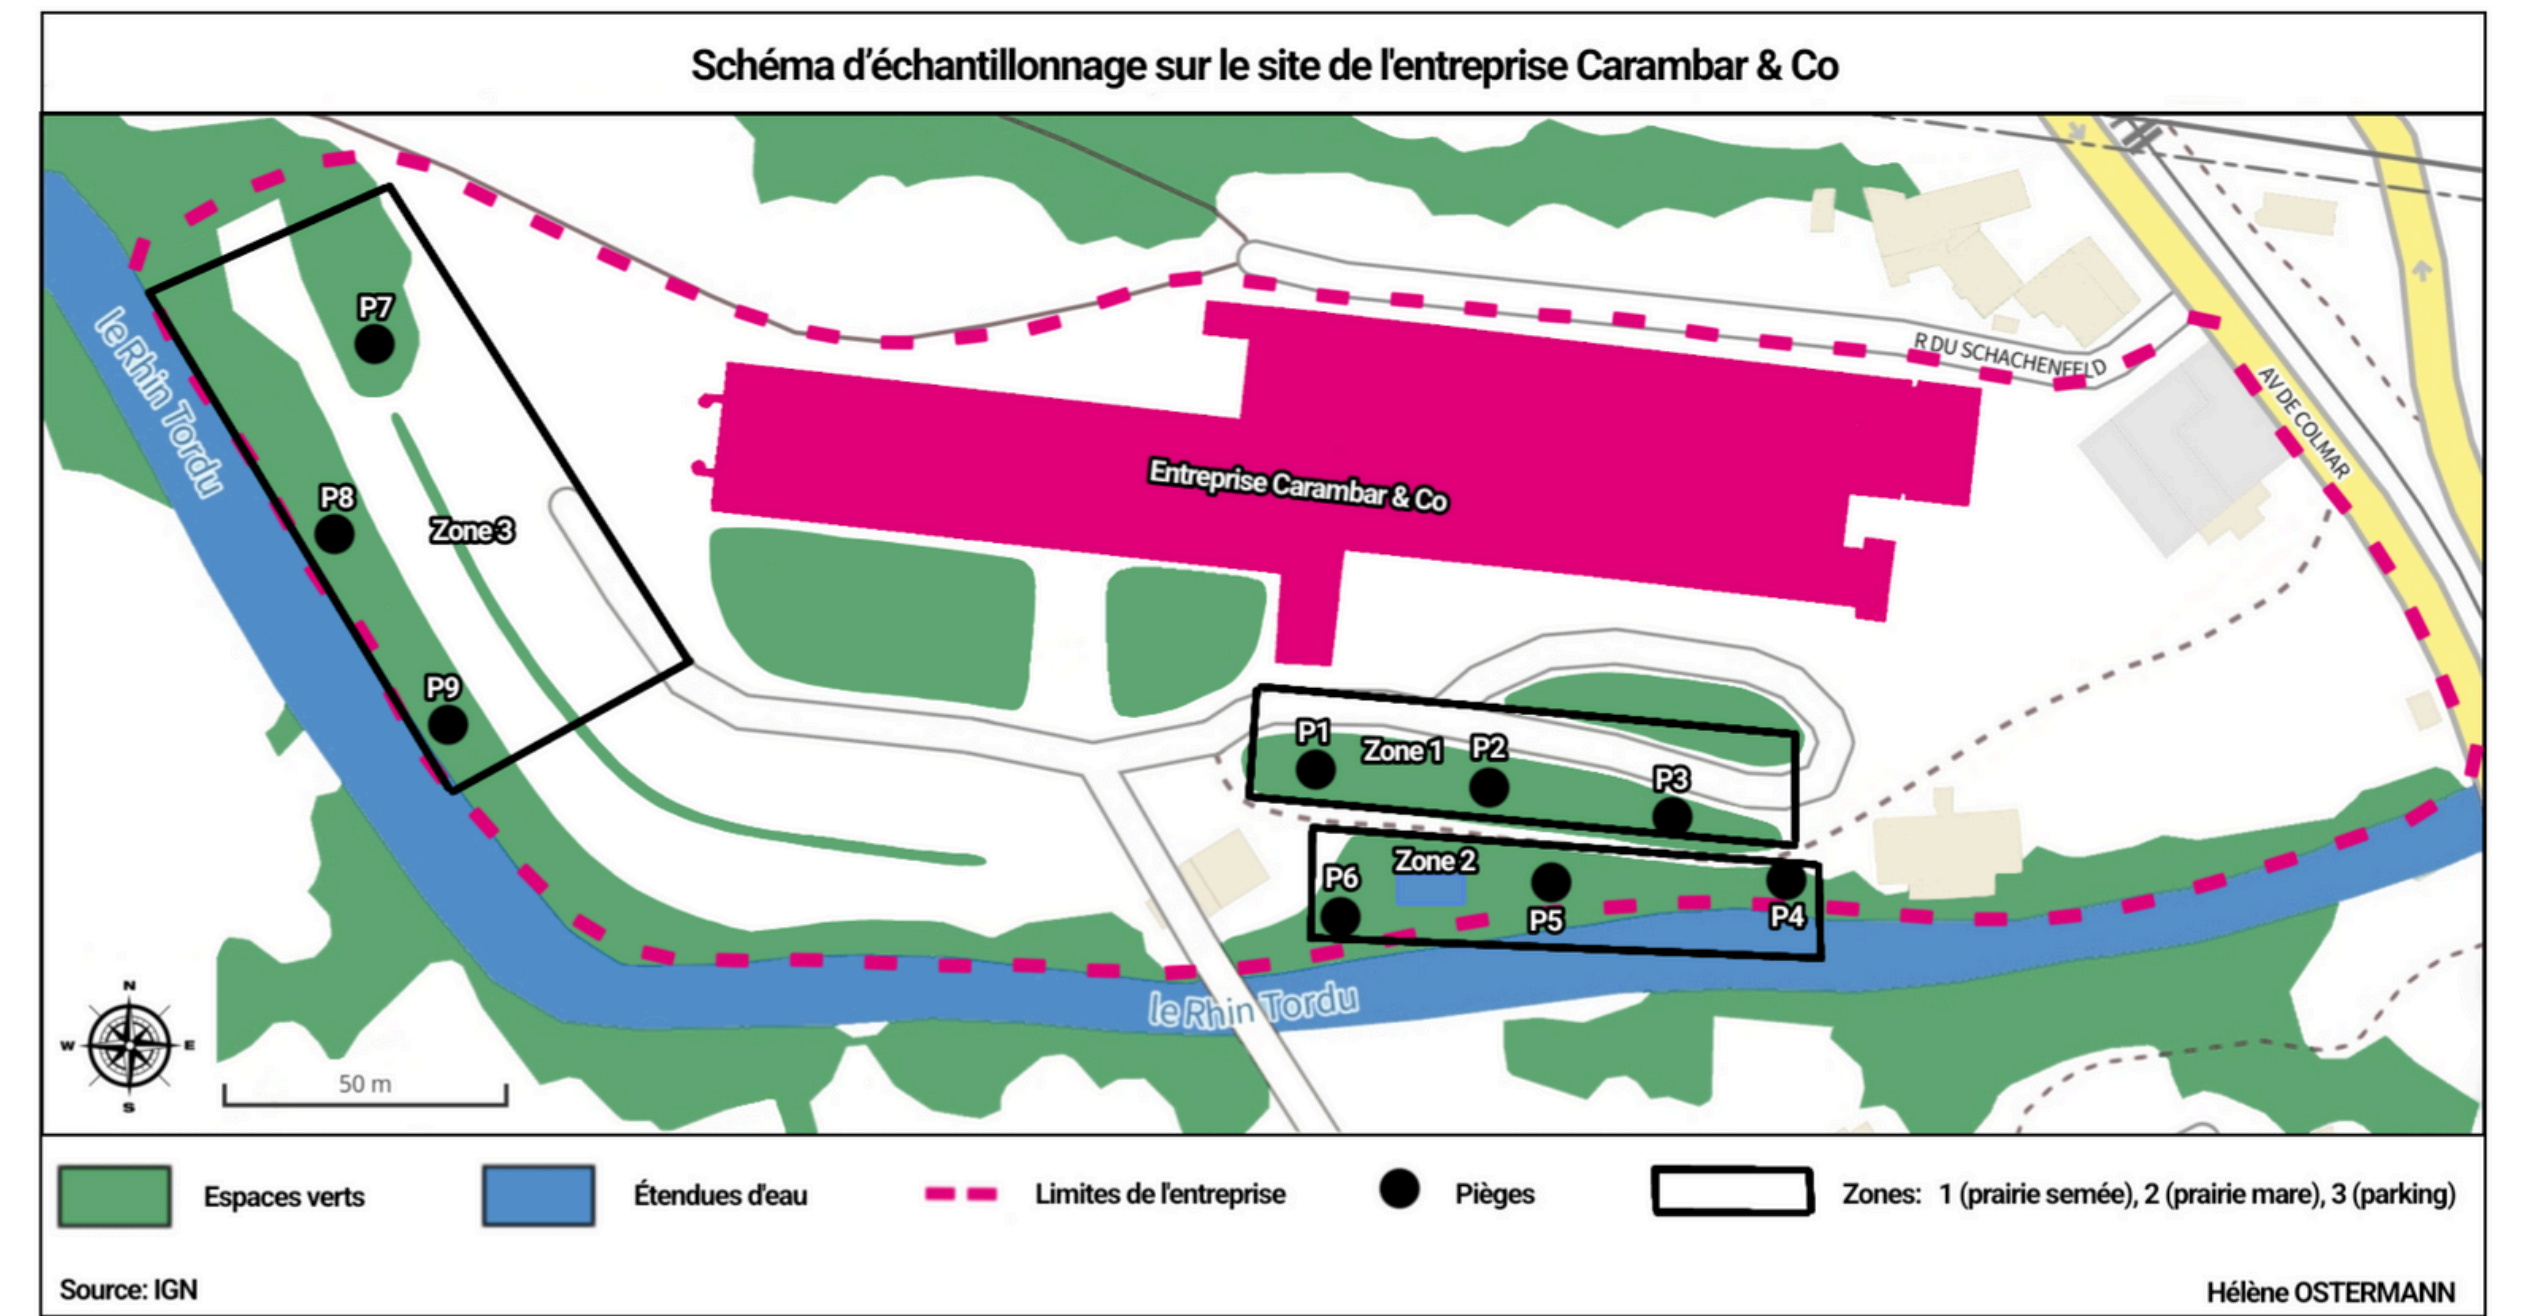 Schéma d’échantillonnage sur le site de l'entreprise Carambar & Co
P7
le Rhin Tordu
R DU SCHACHENFELD
AV DE COLMAR
Entreprise Carambar & Co
P8
Zone 3
P9
P1
Zone 1
P2
P3
Zone 2
P6
P5
P4
le Rhin Tordu
N
W
E
S
50 m
Espaces verts
Étendues d'eau
Limites de l'entreprise
Pièges
Zones: 1 (prairie semée), 2 (prairie mare), 3 (parking)
Source: IGN
Hélène OSTERMANN